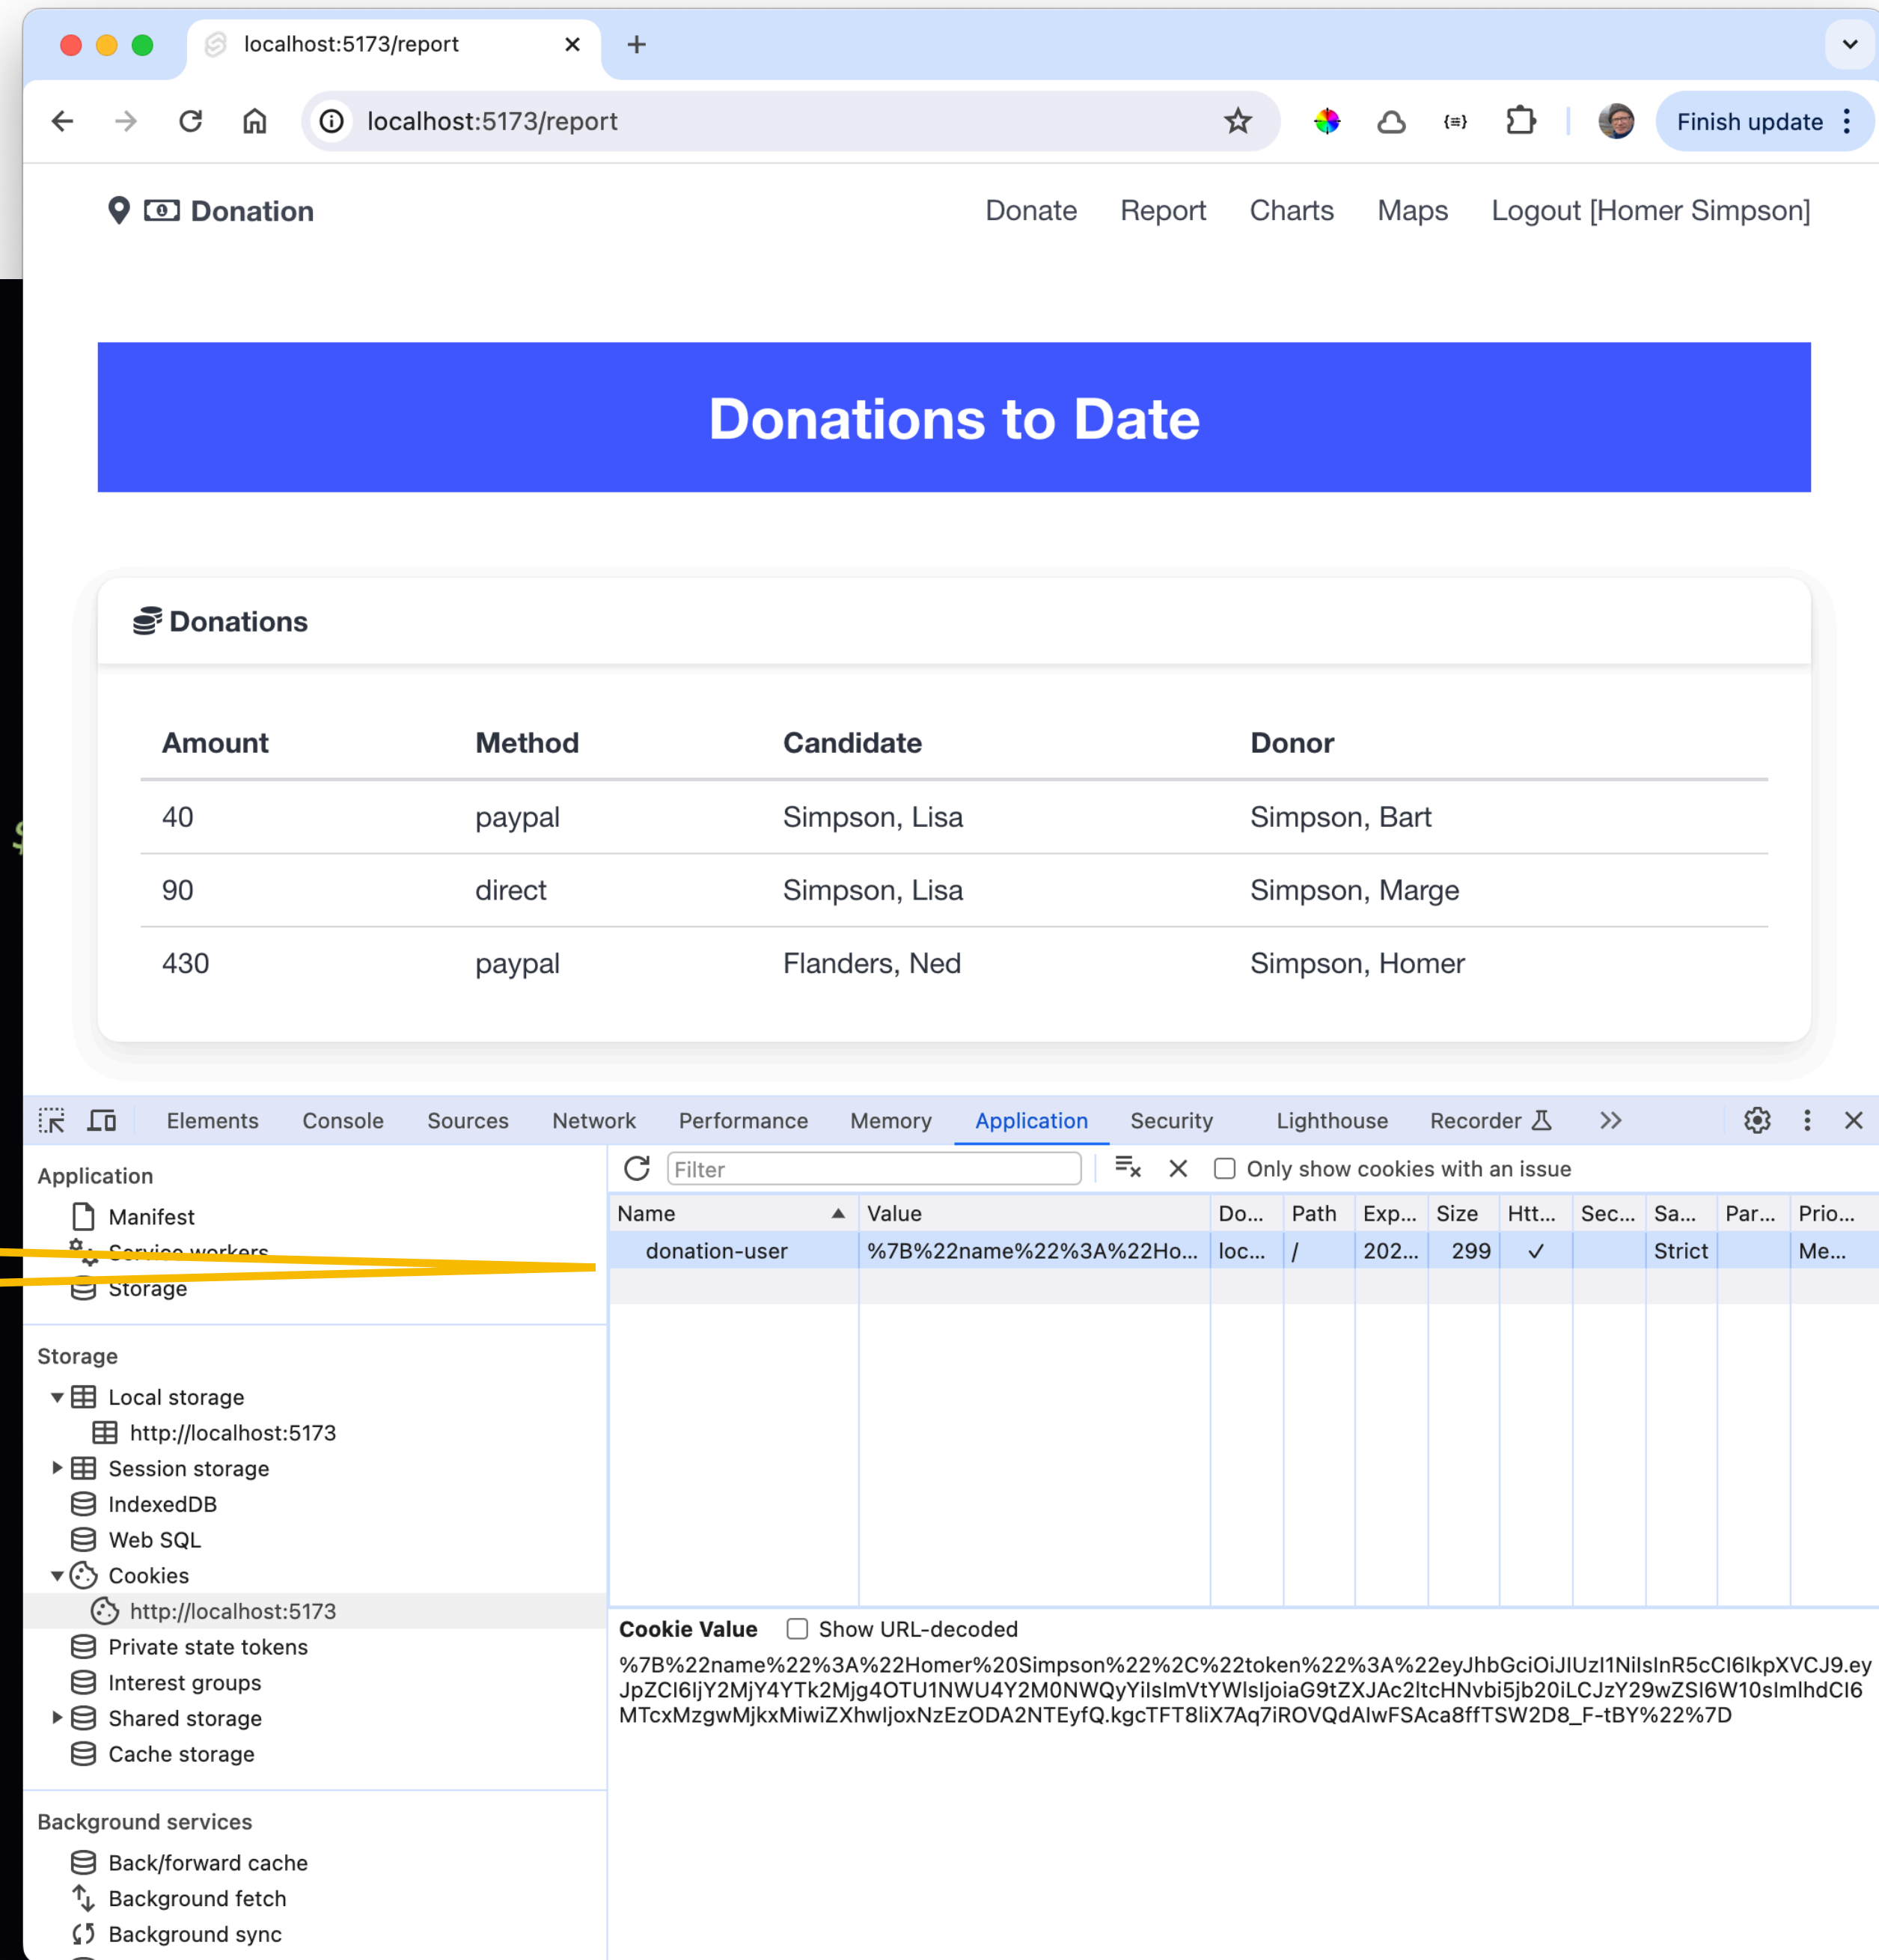 localhost:5173/report
localhost:5173/report
Finish update
Donation Donate Report Charts Maps Logout [Homer Simpson]
Donations to Date
Donations
Amount Method Candidate Donor
40 paypal Simpson, Lisa Simpson, Bart
90 direct Simpson, Lisa Simpson, Marge
430 paypal Flanders, Ned Simpson, Homer
Elements Console Sources Network Performance Memory Application Security Lighthouse Recorder
Application
Manifest
Service workers
Storage
Storage
Local storage
http://localhost:5173
Session storage
IndexedDB
Web SQL
Cookies
http://localhost:5173
Private state tokens
Interest groups
Shared storage
Cache storage
Background services
Back/forward cache
Background fetch
Background sync
Filter Only show cookies with an issue
Name Value Do... Path Exp... Size Htt... Sec... Sa... Par... Prio...
donation-user %7B%22name%22%3A%22Ho... loc... / 202... 299 ✓ Strict Me...
Cookie Value Show URL-decoded
%7B%22name%22%3A%22Homer%20Simpson%22%2C%22token%22%3A%22eyJhbGciOiJIUzI1NiIsInR5cCI6IkpXVCJ9.ey
JpZCI6IjY2MjY4YTk2Mjg4OTU1NWU4Y2M0NWQyYiIsImVtYWlsIjoiaG9tZXJAc2ltcHNvbi5jb20iLCJzY29wZSI6W10sImlhdCI6
MTcxMzgwMjkxMiwiZXhwIjoxNzEzODA2NTEyfQ.kgcTFT8liX7Aq7iROVQdAIwFSAca8ffTSW2D8_F-tBY%22%7D